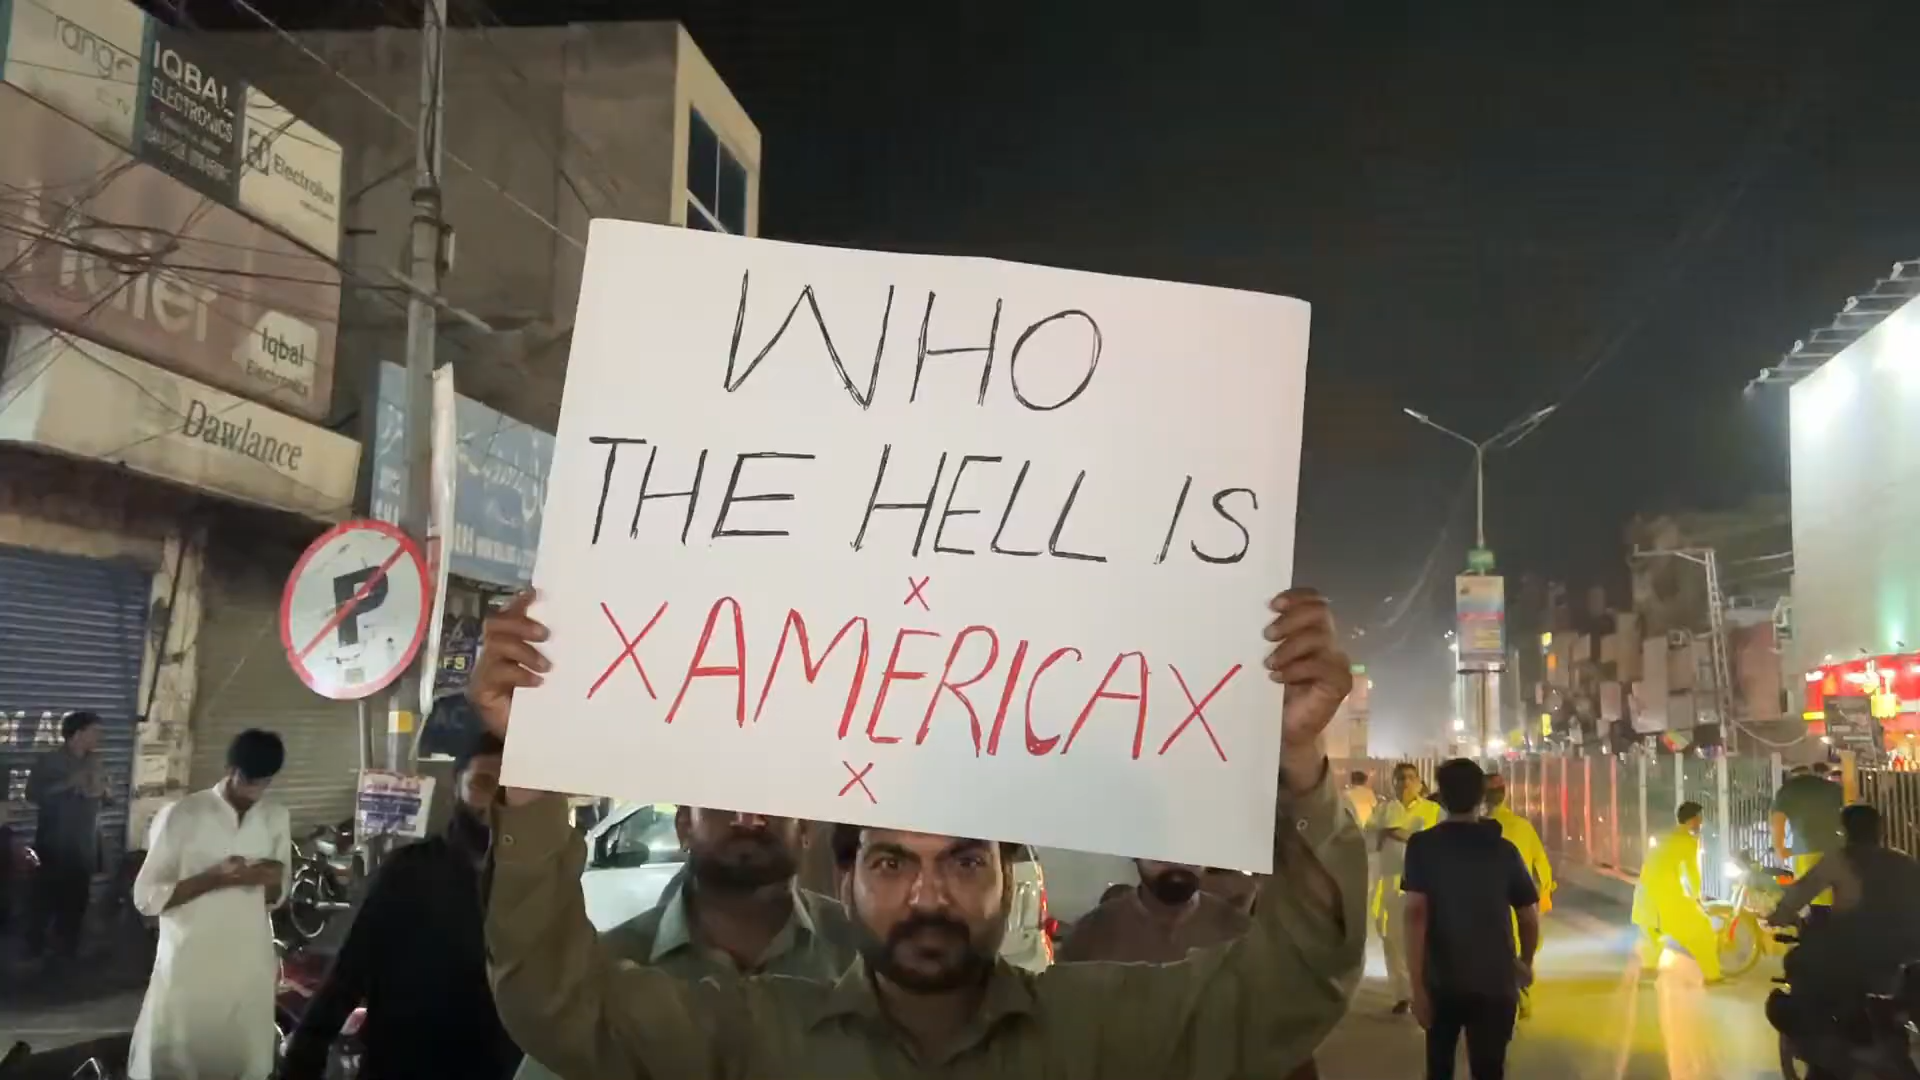 IQBAL
ELECTRONICS
Electrolux
Haier
Iqbal
Electronics
Dawlance
P
WHO
THE HELL IS
X
X AMERICA X
X